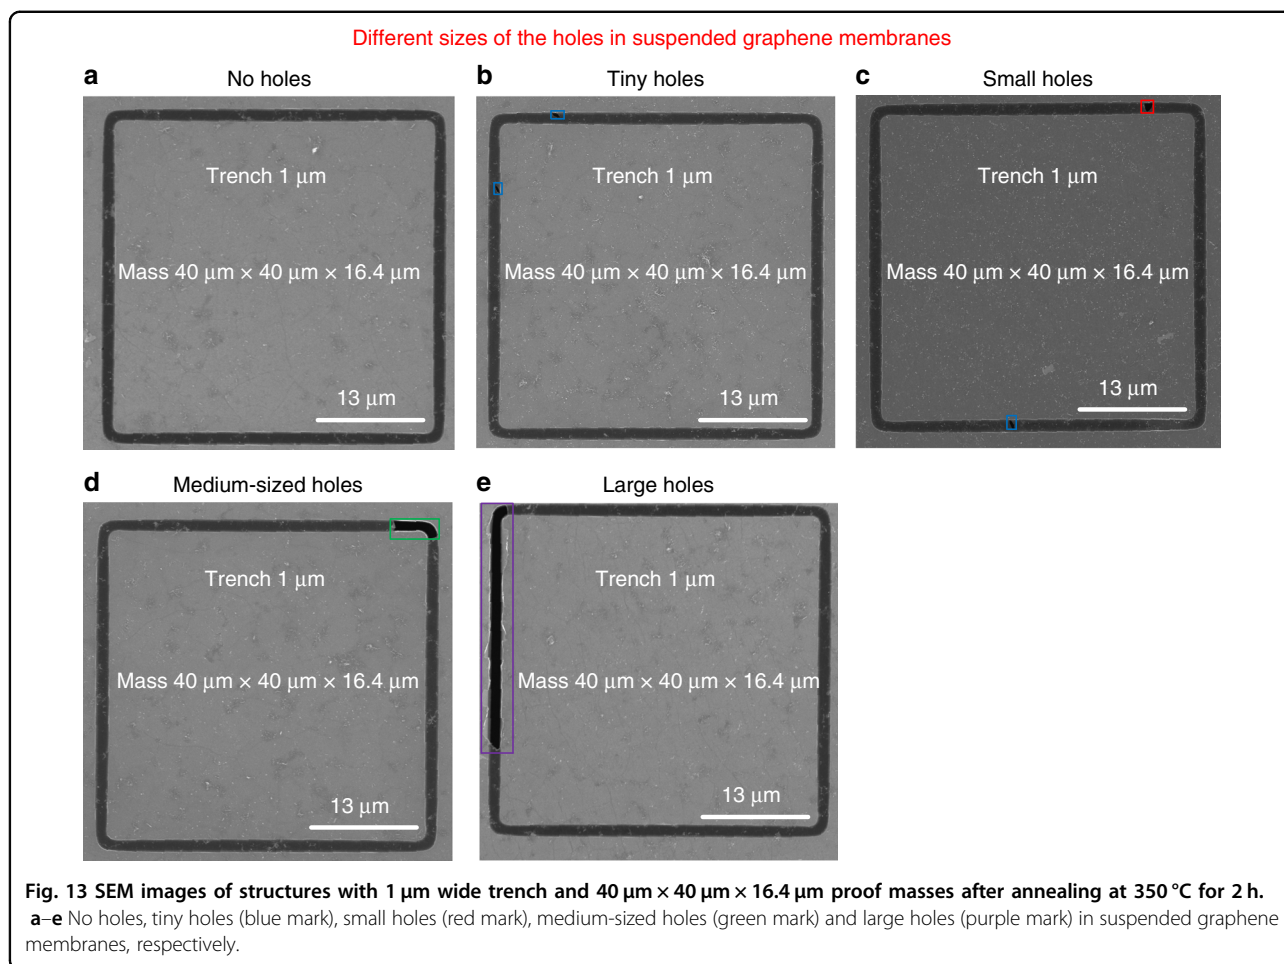 Different sizes of the holes in suspended graphene membranes
a No holes
b Tiny holes
c Small holes
Trench 1 μm
Mass 40 μm × 40 μm × 16.4 μm
13 μm
Trench 1 μm
Mass 40 μm × 40 μm × 16.4 μm
13 μm
Trench 1 μm
Mass 40 μm × 40 μm × 16.4 μm
13 μm
d Medium-sized holes
e Large holes
Trench 1 μm
Mass 40 μm × 40 μm × 16.4 μm
13 μm
Trench 1 μm
Mass 40 μm × 40 μm × 16.4 μm
13 μm
Fig. 13 SEM images of structures with 1 μm wide trench and 40 μm × 40 μm × 16.4 μm proof masses after annealing at 350 °C for 2 h.
a–e No holes, tiny holes (blue mark), small holes (red mark), medium-sized holes (green mark) and large holes (purple mark) in suspended graphene
membranes, respectively.